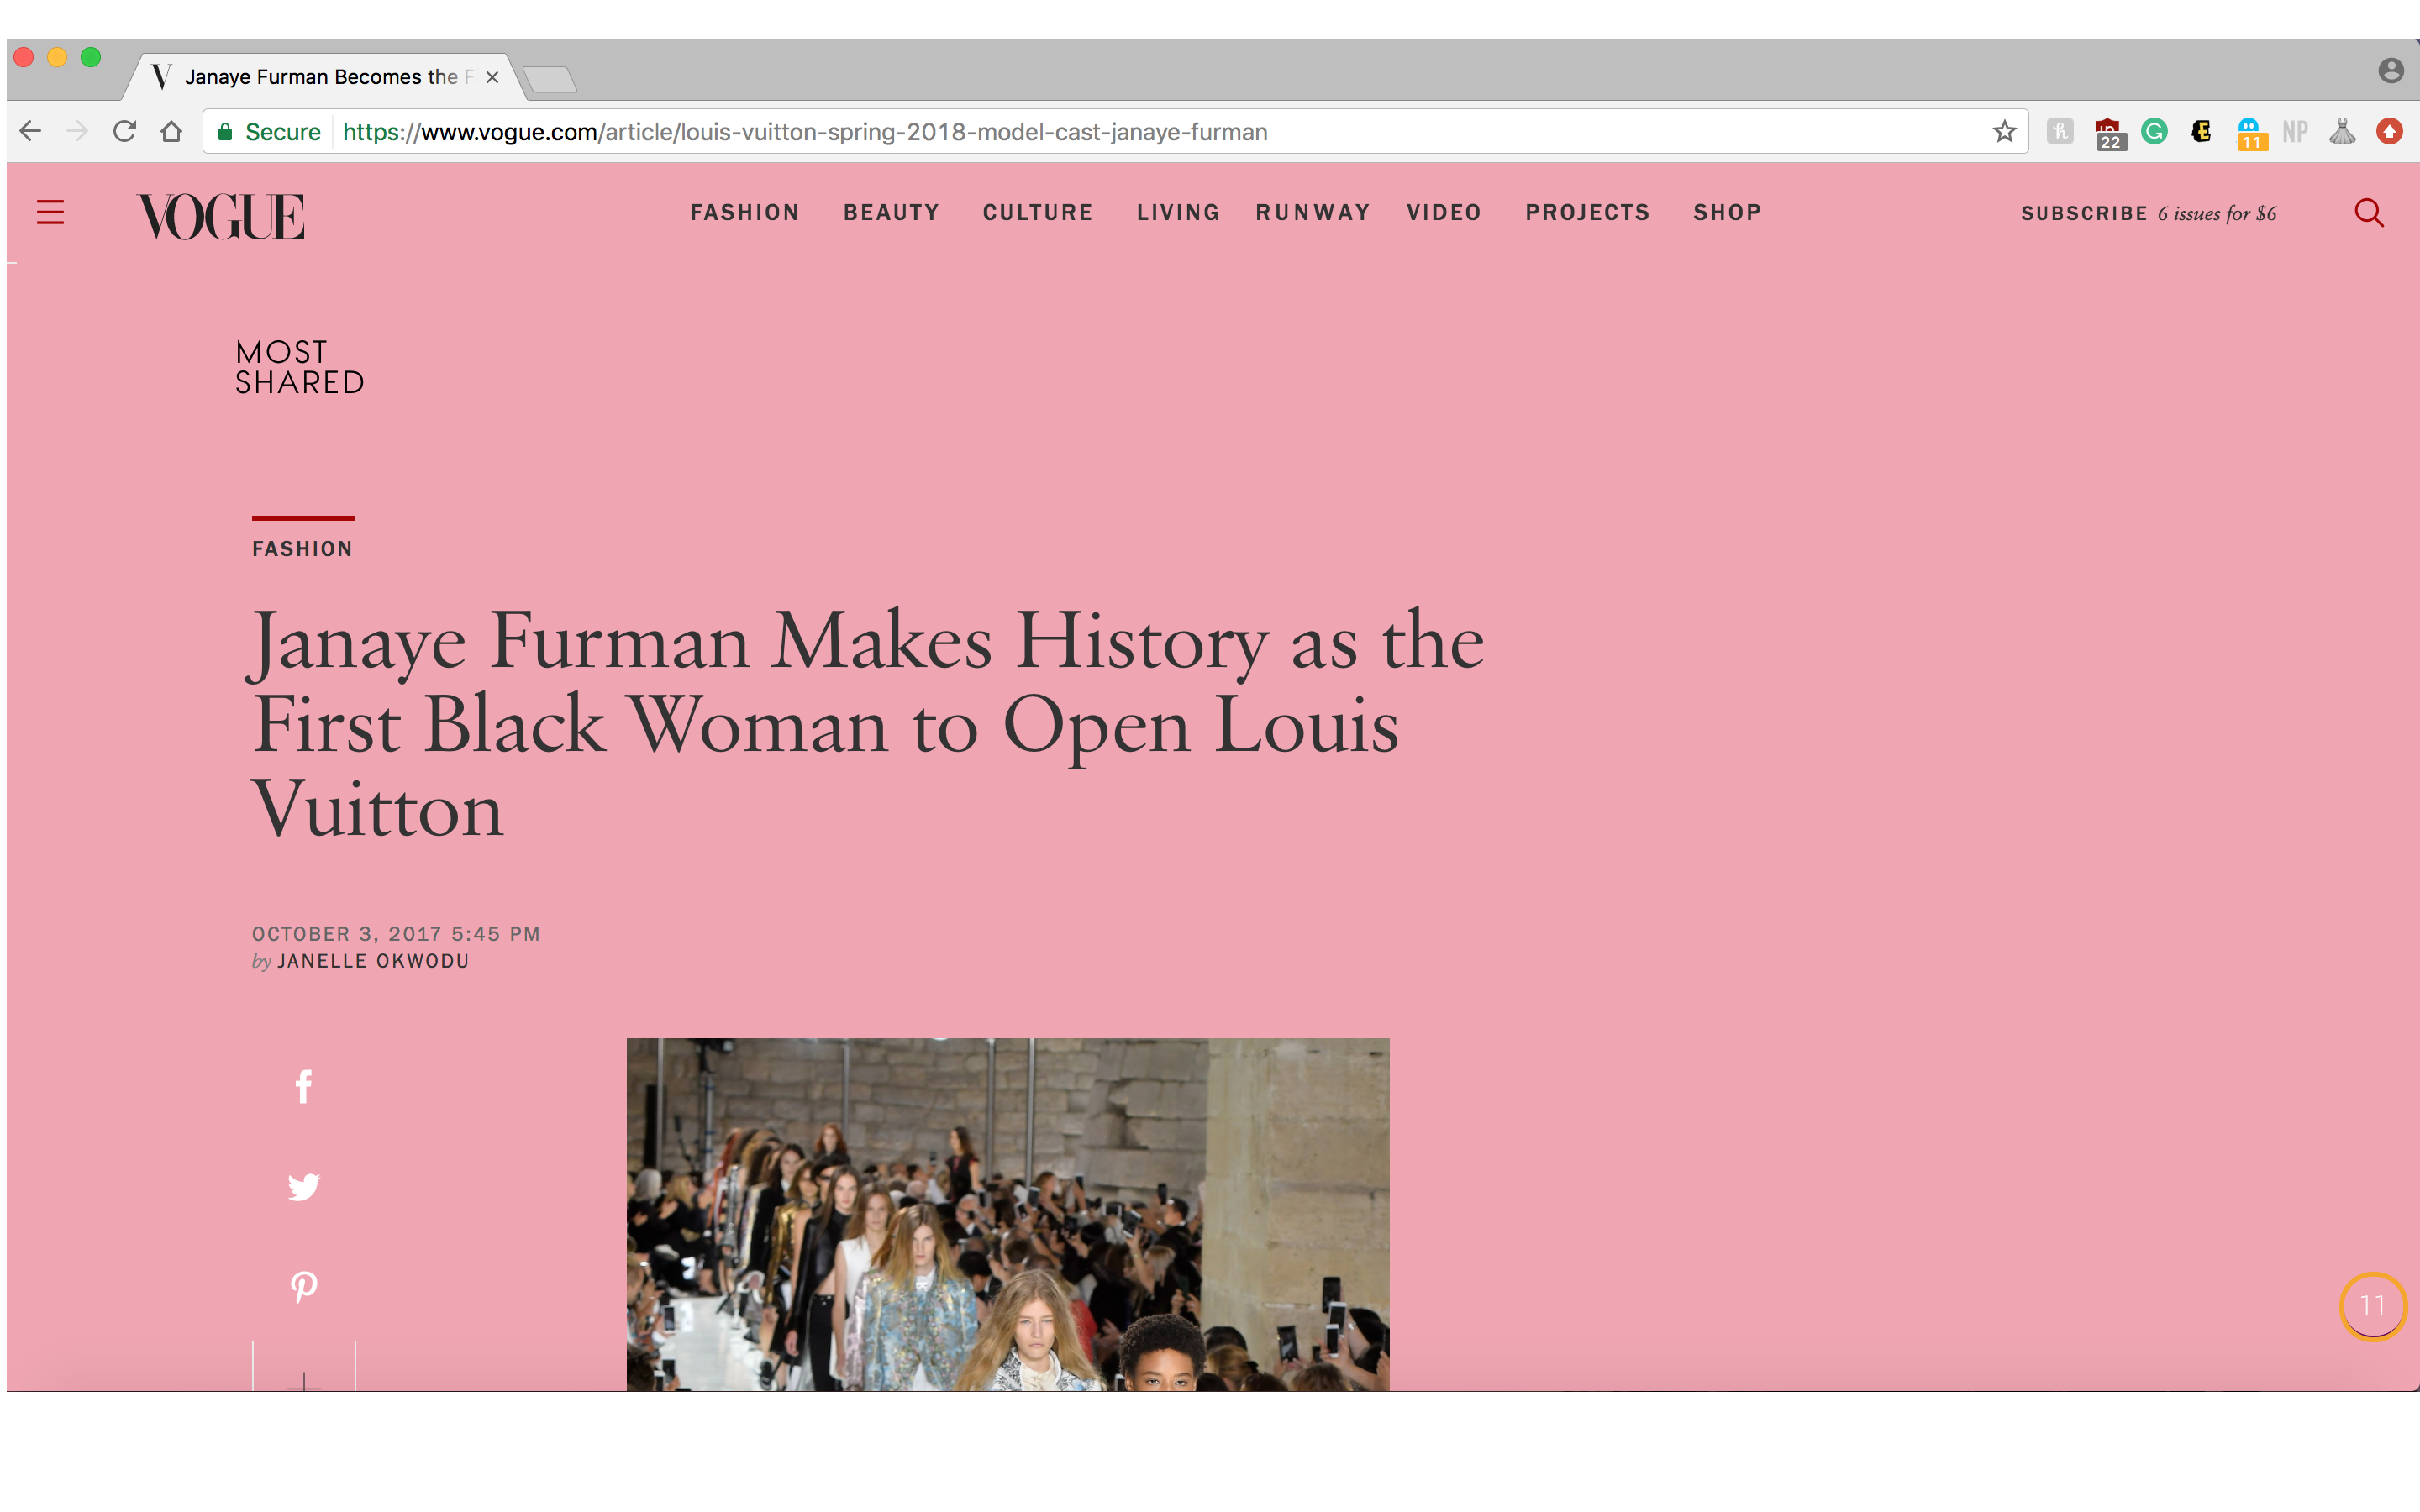 Janaye Furman Becomes the F
Secure https://www.vogue.com/article/louis-vuitton-spring-2018-model-cast-janaye-furman
22
11
NP
VOGUE
FASHION BEAUTY CULTURE LIVING RUNWAY VIDEO PROJECTS SHOP
SUBSCRIBE 6 issues for $6
MOST
SHARED
FASHION
Janaye Furman Makes History as the
First Black Woman to Open Louis
Vuitton
OCTOBER 3, 2017 5:45 PM
by JANELLE OKWODU
11